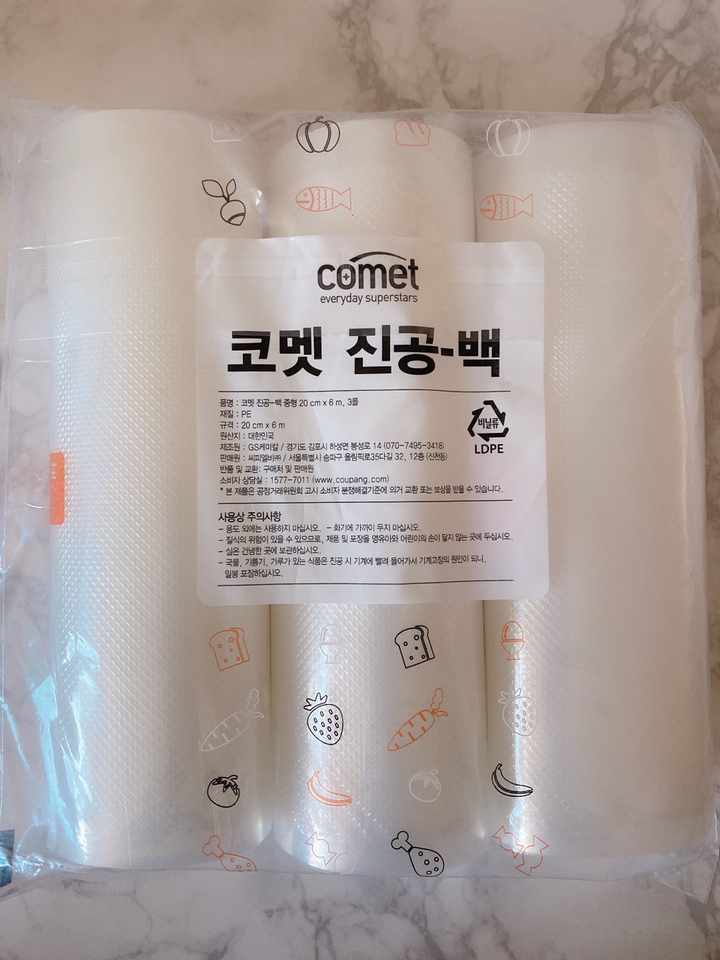 comet
everyday superstars
코멧 진공-백
품명 : 코멧 진공-백 중형 20 cm x 6 m, 3롤
재질 : PE
규격 : 20 cm x 6 m
원산지 : 대한민국
제조원 : GS케미칼 / 경기도 김포시 하성면 봉성로 14 (070-7495-3418)
판매원 : 씨피엘비㈜ / 서울특별시 송파구 올림픽로35다길 32, 12층 (신천동)
반품 및 교환: 구매처 및 판매원
소비자 상담실 : 1577-7011 (www.coupang.com)
* 본 제품은 공정거래위원회 고시 소비자 분쟁해결기준에 의거 교환 또는 보상을 받을 수 있습니다.
비닐류
LDPE
사용상 주의사항
- 용도 외에는 사용하지 마십시오. - 화기에 가까이 두지 마십시오.
- 질식의 위험이 있을 수 있으므로, 제품 및 포장을 영유아와 어린이의 손이 닿지 않는 곳에 두십시오.
- 실온 건냉한 곳에 보관하십시오.
- 국물, 기름기, 가루가 있는 식품은 진공 시 기계에 빨려 들어가서 기계고장의 원인이 되니,
일봉 포장하십시오.